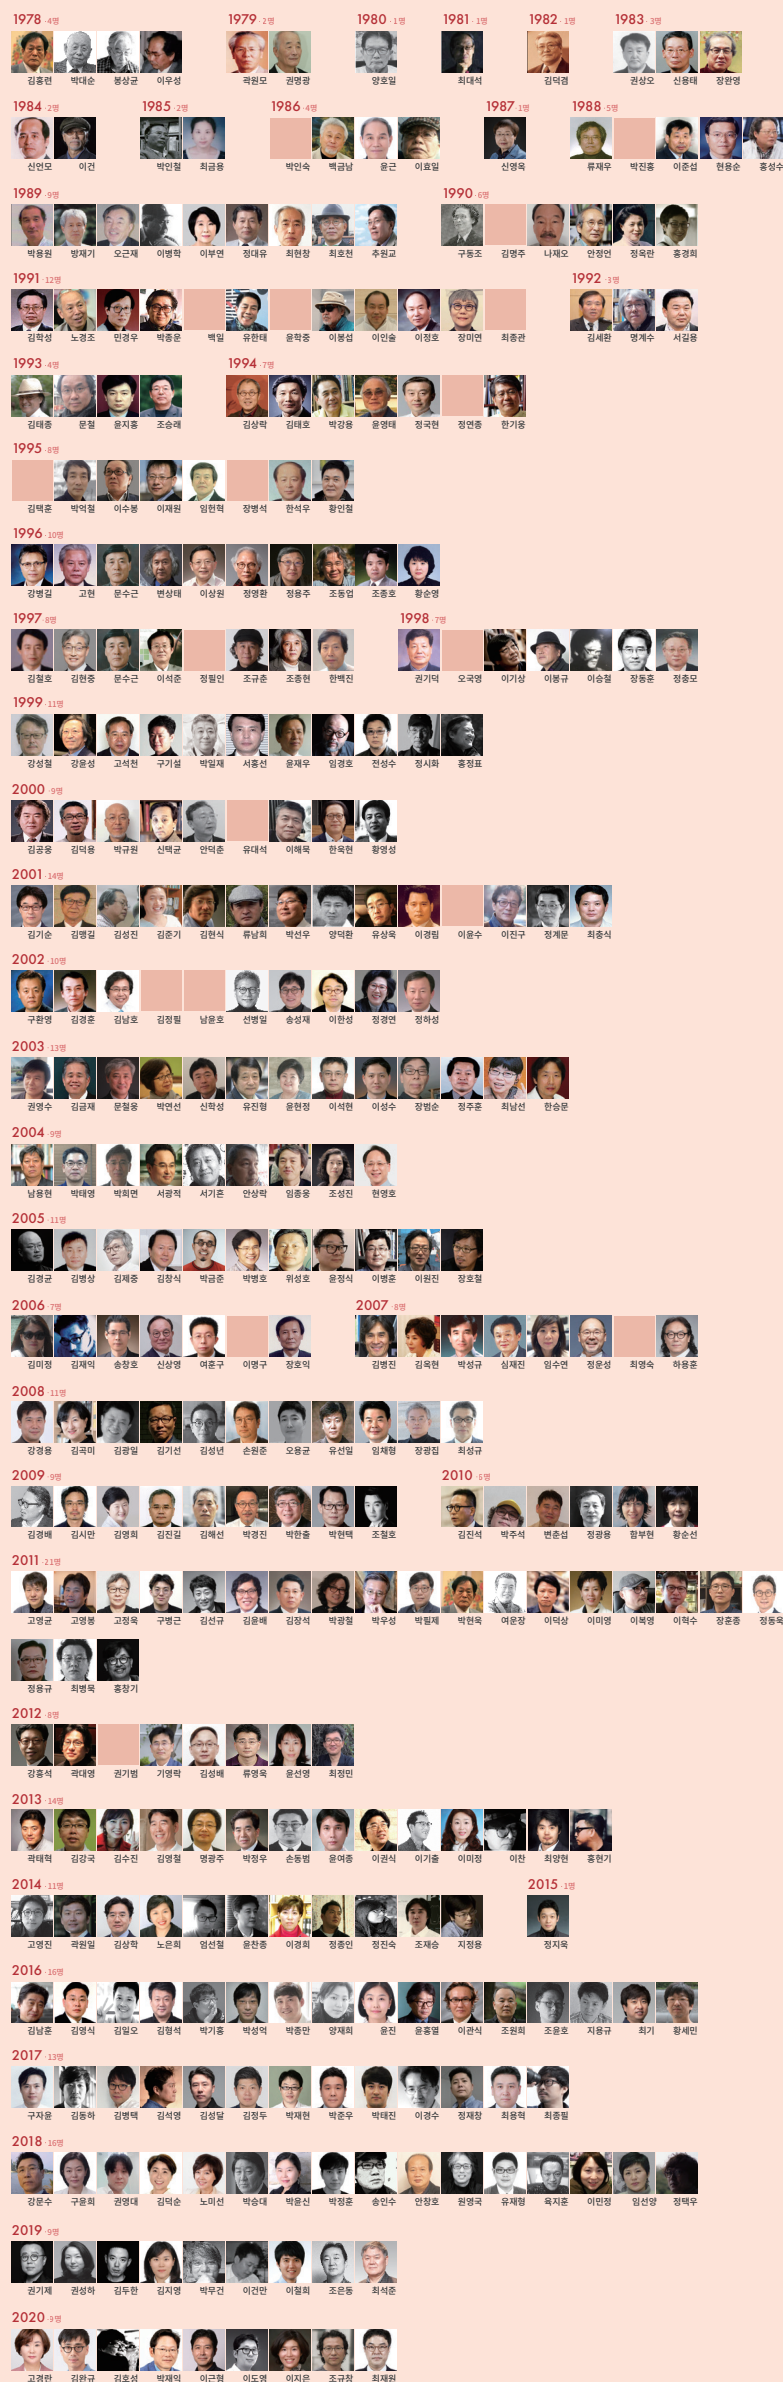 1978 · 4명 1979 · 2명 1980 · 1명 1981 · 1명 1982 · 1명 1983 · 3명
김흥련 박대순 봉상균 이우성 곽원모 권명광 양호일 최대석 김덕겸 권상오 신용태 장완영
1984 · 2명 1985 · 2명 1986 · 4명 1987 · 1명 1988 · 5명
신언모 이건 박인철 최금용 박인숙 백금남 윤근 이효일 신영옥 류재우 박진홍 이준섭 현용순 홍성수
1989 · 9명 1990 · 6명
박용원 방재기 오근재 이병학 이부연 정대유 최현창 최호천 추원교 구동조 김명주 나재오 안정언 정옥란 홍경희
1991 · 12명 1992 · 3명
김학성 노경조 민경우 박종운 백일 유한태 윤학중 이봉섭 이인술 이정호 장미연 최종관 김세환 명계수 서길용
1993 · 4명 1994 · 7명
김태종 문철 윤지홍 조승래 김상락 김태호 박강용 윤영태 정국현 정연종 한기웅
1995 · 8명
김택훈 박억철 이수봉 이재원 임헌혁 장병석 한석우 황인철
1996 · 10명
강병길 고현 문수근 변상태 이상원 정영환 정용주 조동업 조종호 황순영
1997 · 8명 1998 · 7명
김철호 김현중 문수근 이석준 정필인 조규춘 조종현 한백진 권기덕 오국영 이기상 이봉규 이승철 장동훈 정충모
1999 · 11명
강성철 강윤성 고석천 구기설 박일재 서홍선 윤재우 임경호 전성수 정시화 홍정표
2000 · 9명
김공웅 김덕용 박규원 신택균 안덕춘 유대석 이해묵 한욱현 황영성
2001 · 14명
김기순 김맹길 김성진 김준기 김현식 류남희 박선우 양덕환 유상욱 이경림 이윤수 이진구 정계문 최충식
2002 · 10명
구환영 김경훈 김남호 김정필 남윤호 선병일 송성재 이한성 정경연 정하성
2003 · 13명
권영수 김금재 문철웅 박연선 신학성 유진형 윤현정 이석현 이성수 장범순 정주훈 최남선 한승문
2004 · 9명
남용현 박태영 박희면 서광적 서기흔 안상락 임종웅 조성진 현영호
2005 · 11명
김경균 김병상 김제중 김창식 박금준 박병호 위성호 윤정식 이병훈 이원진 장호철
2006 · 7명 2007 · 8명
김미정 김재익 송창호 신상영 여훈구 이명구 장호익 김병진 김옥현 박성규 심재진 임수연 정운성 최영숙 하용훈
2008 · 11명
강경용 김곡미 김광일 김기선 김성년 손원준 오용균 유선일 임채형 장광집 최성규
2009 · 9명 2010 · 6명
김경배 김시만 김영희 김진길 김해선 박경진 박한출 박현택 조철호 김진석 박주석 변춘섭 정광용 함부현 황순선
2011 · 21명
고영균 고영봉 고정욱 구병근 김선규 김윤배 김장석 박광철 박우성 박필제 박현욱 여운장 이덕상 이미영 이복영 이혁수 장훈종 정동욱
정용규 최병묵 홍창기
2012 · 8명
강홍석 곽대영 권기범 기영락 김성배 류영욱 윤선영 최정민
2013 · 14명
곽태혁 김강국 김수진 김영철 명광주 박정우 손동범 윤여종 이권식 이기출 이미정 이찬 최양현 홍현기
2014 · 11명 2015 · 1명
고영진 곽원일 김상학 노은희 엄선철 윤찬종 이경희 정종인 정진숙 조재승 지정용 정지욱
2016 · 16명
김남훈 김영식 김일오 김형석 박기홍 박성억 박종만 양재희 윤진 윤홍열 이관식 조원희 조윤호 지용규 최기 황세민
2017 · 13명
구자윤 김동하 김병택 김석영 김성달 김정두 박재현 박준우 박태진 이경수 정재창 최용혁 최종필
2018 · 16명
강문수 구윤희 권영대 김덕순 노미선 박승대 박윤신 박정훈 송인수 안창호 원영국 유재형 육지훈 이민정 임선양 정택우
2019 · 9명
권기제 권성하 김두한 김지영 박무건 이건만 이철희 조은동 최석준
2020 · 9명
고경란 김완규 김호성 박재익 이근형 이도영 이지은 조규창 최재원